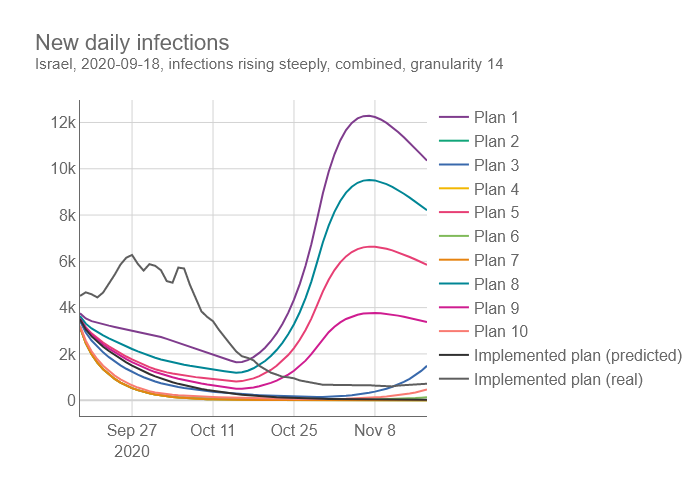 New daily infections
Israel, 2020-09-18, infections rising steeply, combined, granularity 14
12k
10k
8k
6k
4k
2k
0
Sep 27
2020
Oct 11
Oct 25
Nov 8
Plan 1
Plan 2
Plan 3
Plan 4
Plan 5
Plan 6
Plan 7
Plan 8
Plan 9
Plan 10
Implemented plan (predicted)
Implemented plan (real)